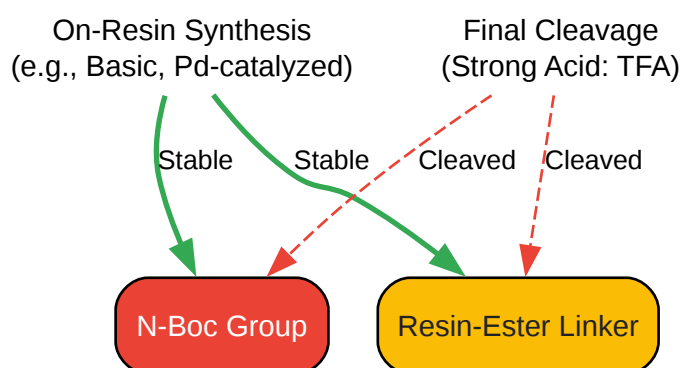 On-Resin Synthesis
(e.g., Basic, Pd-catalyzed)
Final Cleavage
(Strong Acid: TFA)
Stable
Stable
Cleaved
Cleaved
N-Boc Group
Resin-Ester Linker